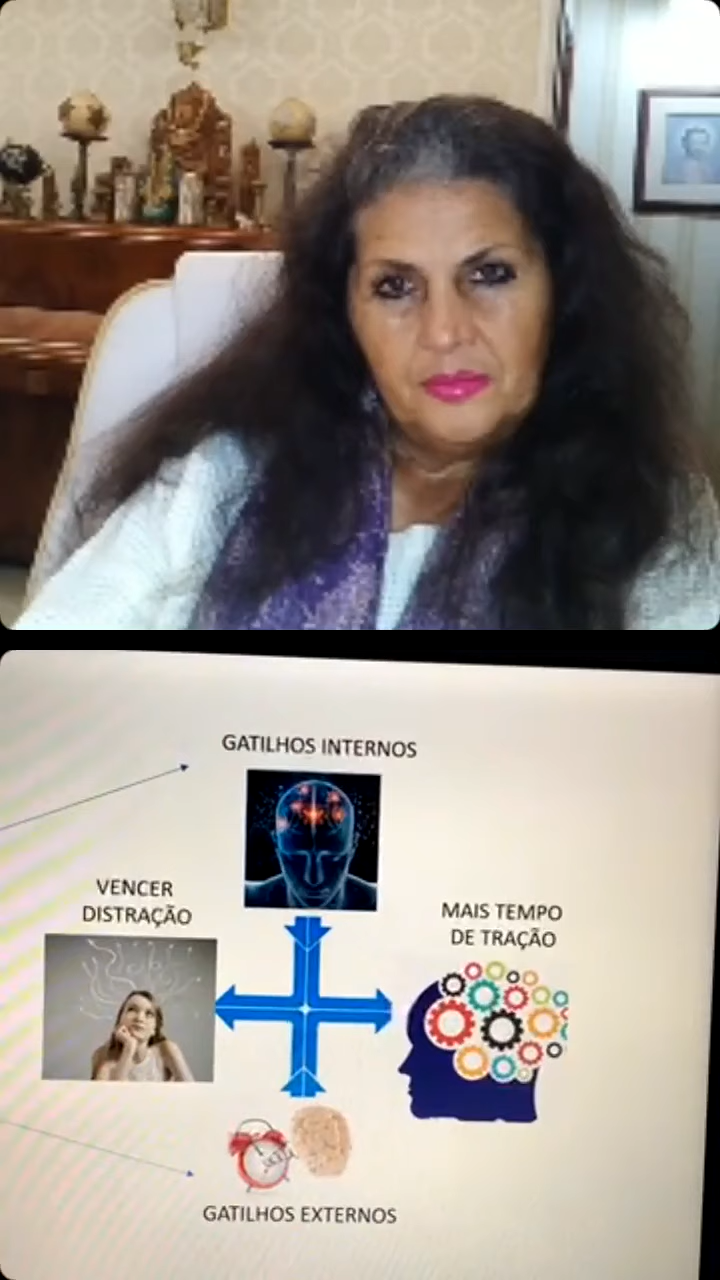 GATILHOS INTERNOS
VENCER
DISTRAÇÃO
MAIS TEMPO
DE TRAÇÃO
GATILHOS EXTERNOS